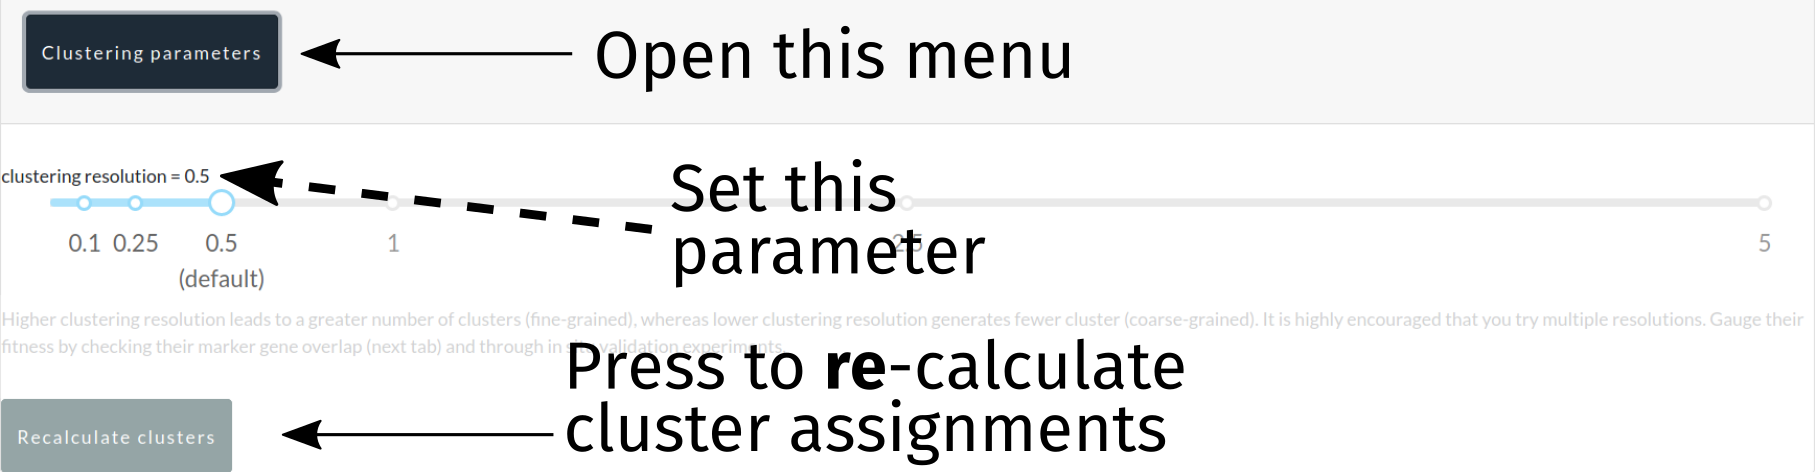 Clustering parameters
Open this menu
clustering resolution = 0.5
Set this
parameter
0.1 0.25 0.5 1 2.5 5
(default)
Higher clustering resolution leads to a greater number of clusters (fine-grained), whereas lower clustering resolution generates fewer cluster (coarse-grained). It is highly encouraged that you try multiple resolutions. Gauge their
fitness by checking their marker gene overlap (next tab) and through in situ validation experiments.
Press to re-calculate
cluster assignments
Recalculate clusters